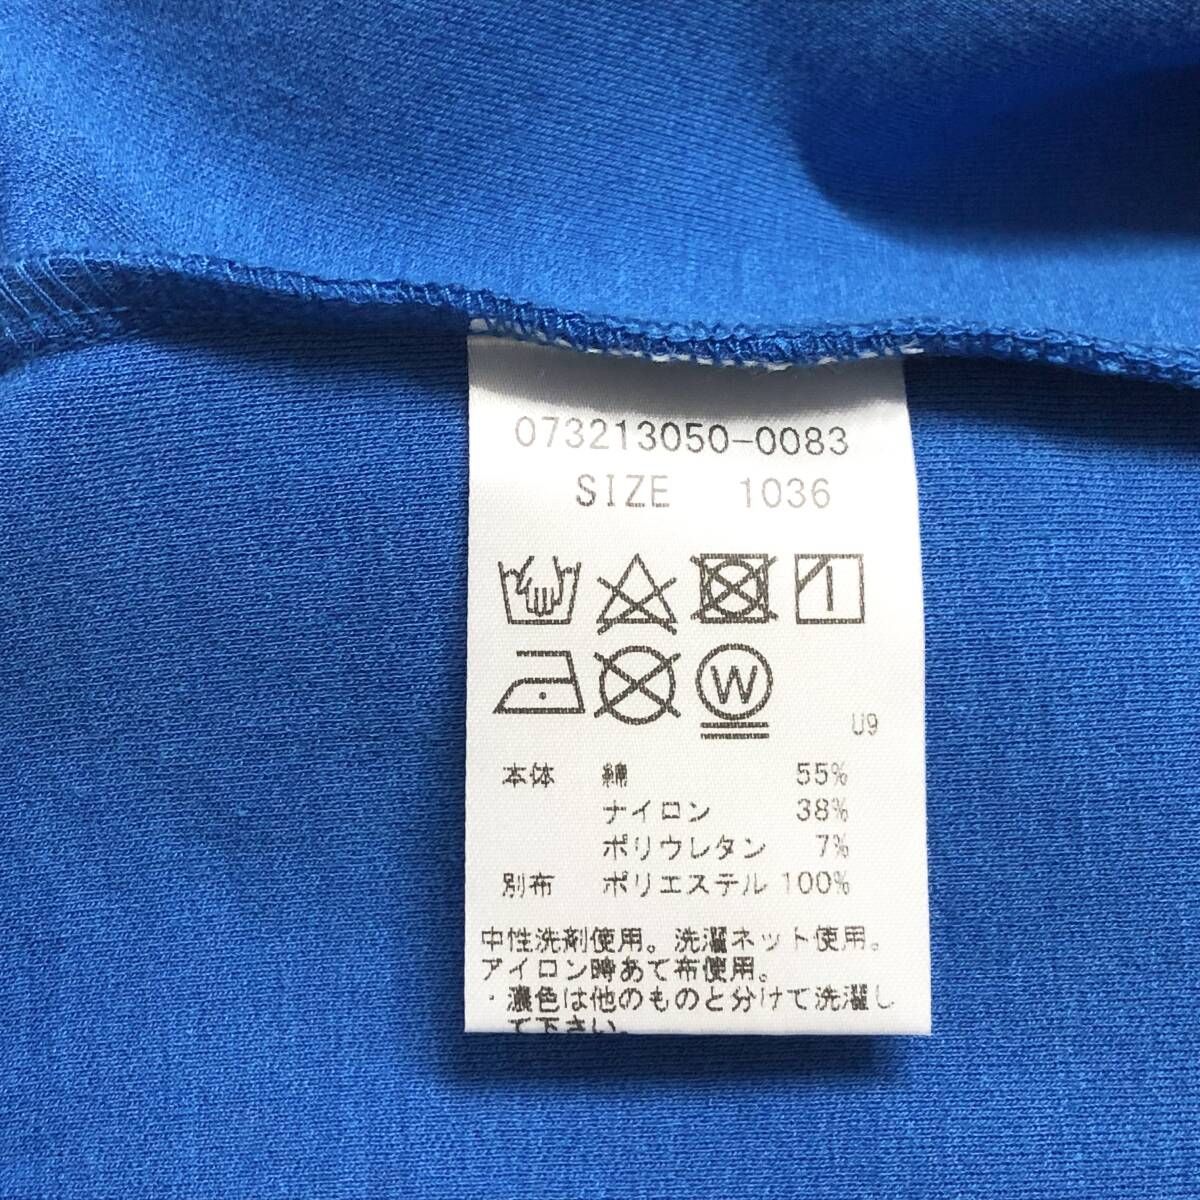 073213050-0083
SIZE 1036
W
U9
本体 綿 55%
ナイロン 38%
ポリウレタン 7%
別布 ポリエステル 100%
中性洗剤使用。洗濯ネット使用。
アイロン時あて布使用。
・濃色は他のものと分けて洗濯し
て下さい。